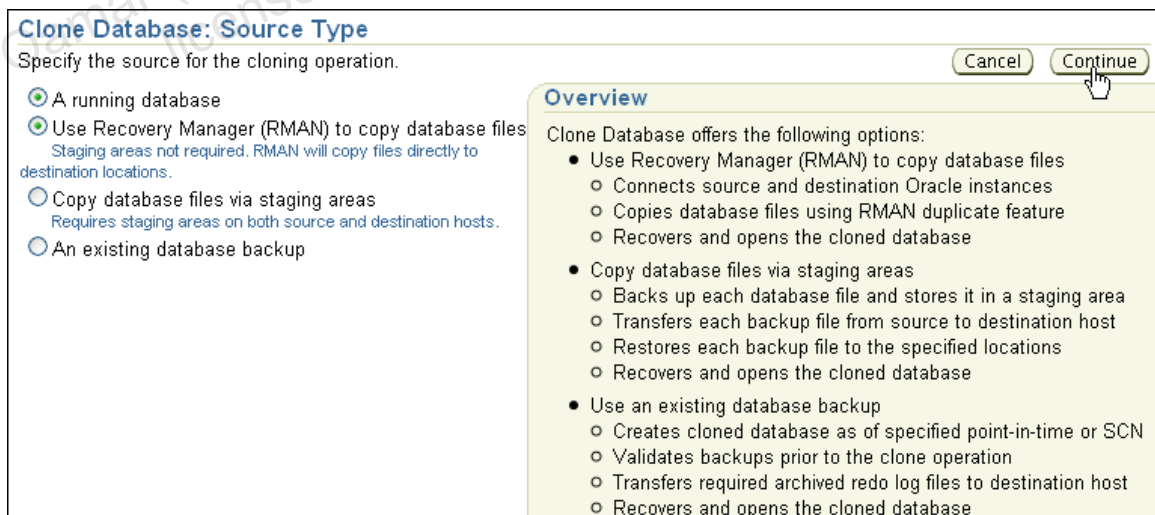 Clone Database: Source Type
Specify the source for the cloning operation.
Cancel
Continue
A running database
Use Recovery Manager (RMAN) to copy database files
Staging areas not required. RMAN will copy files directly to
destination locations.
Copy database files via staging areas
Requires staging areas on both source and destination hosts.
An existing database backup
Overview
Clone Database offers the following options:
Use Recovery Manager (RMAN) to copy database files
Connects source and destination Oracle instances
Copies database files using RMAN duplicate feature
Recovers and opens the cloned database
Copy database files via staging areas
Backs up each database file and stores it in a staging area
Transfers each backup file from source to destination host
Restores each backup file to the specified locations
Recovers and opens the cloned database
Use an existing database backup
Creates cloned database as of specified point-in-time or SCN
Validates backups prior to the clone operation
Transfers required archived redo log files to destination host
Recovers and opens the cloned database